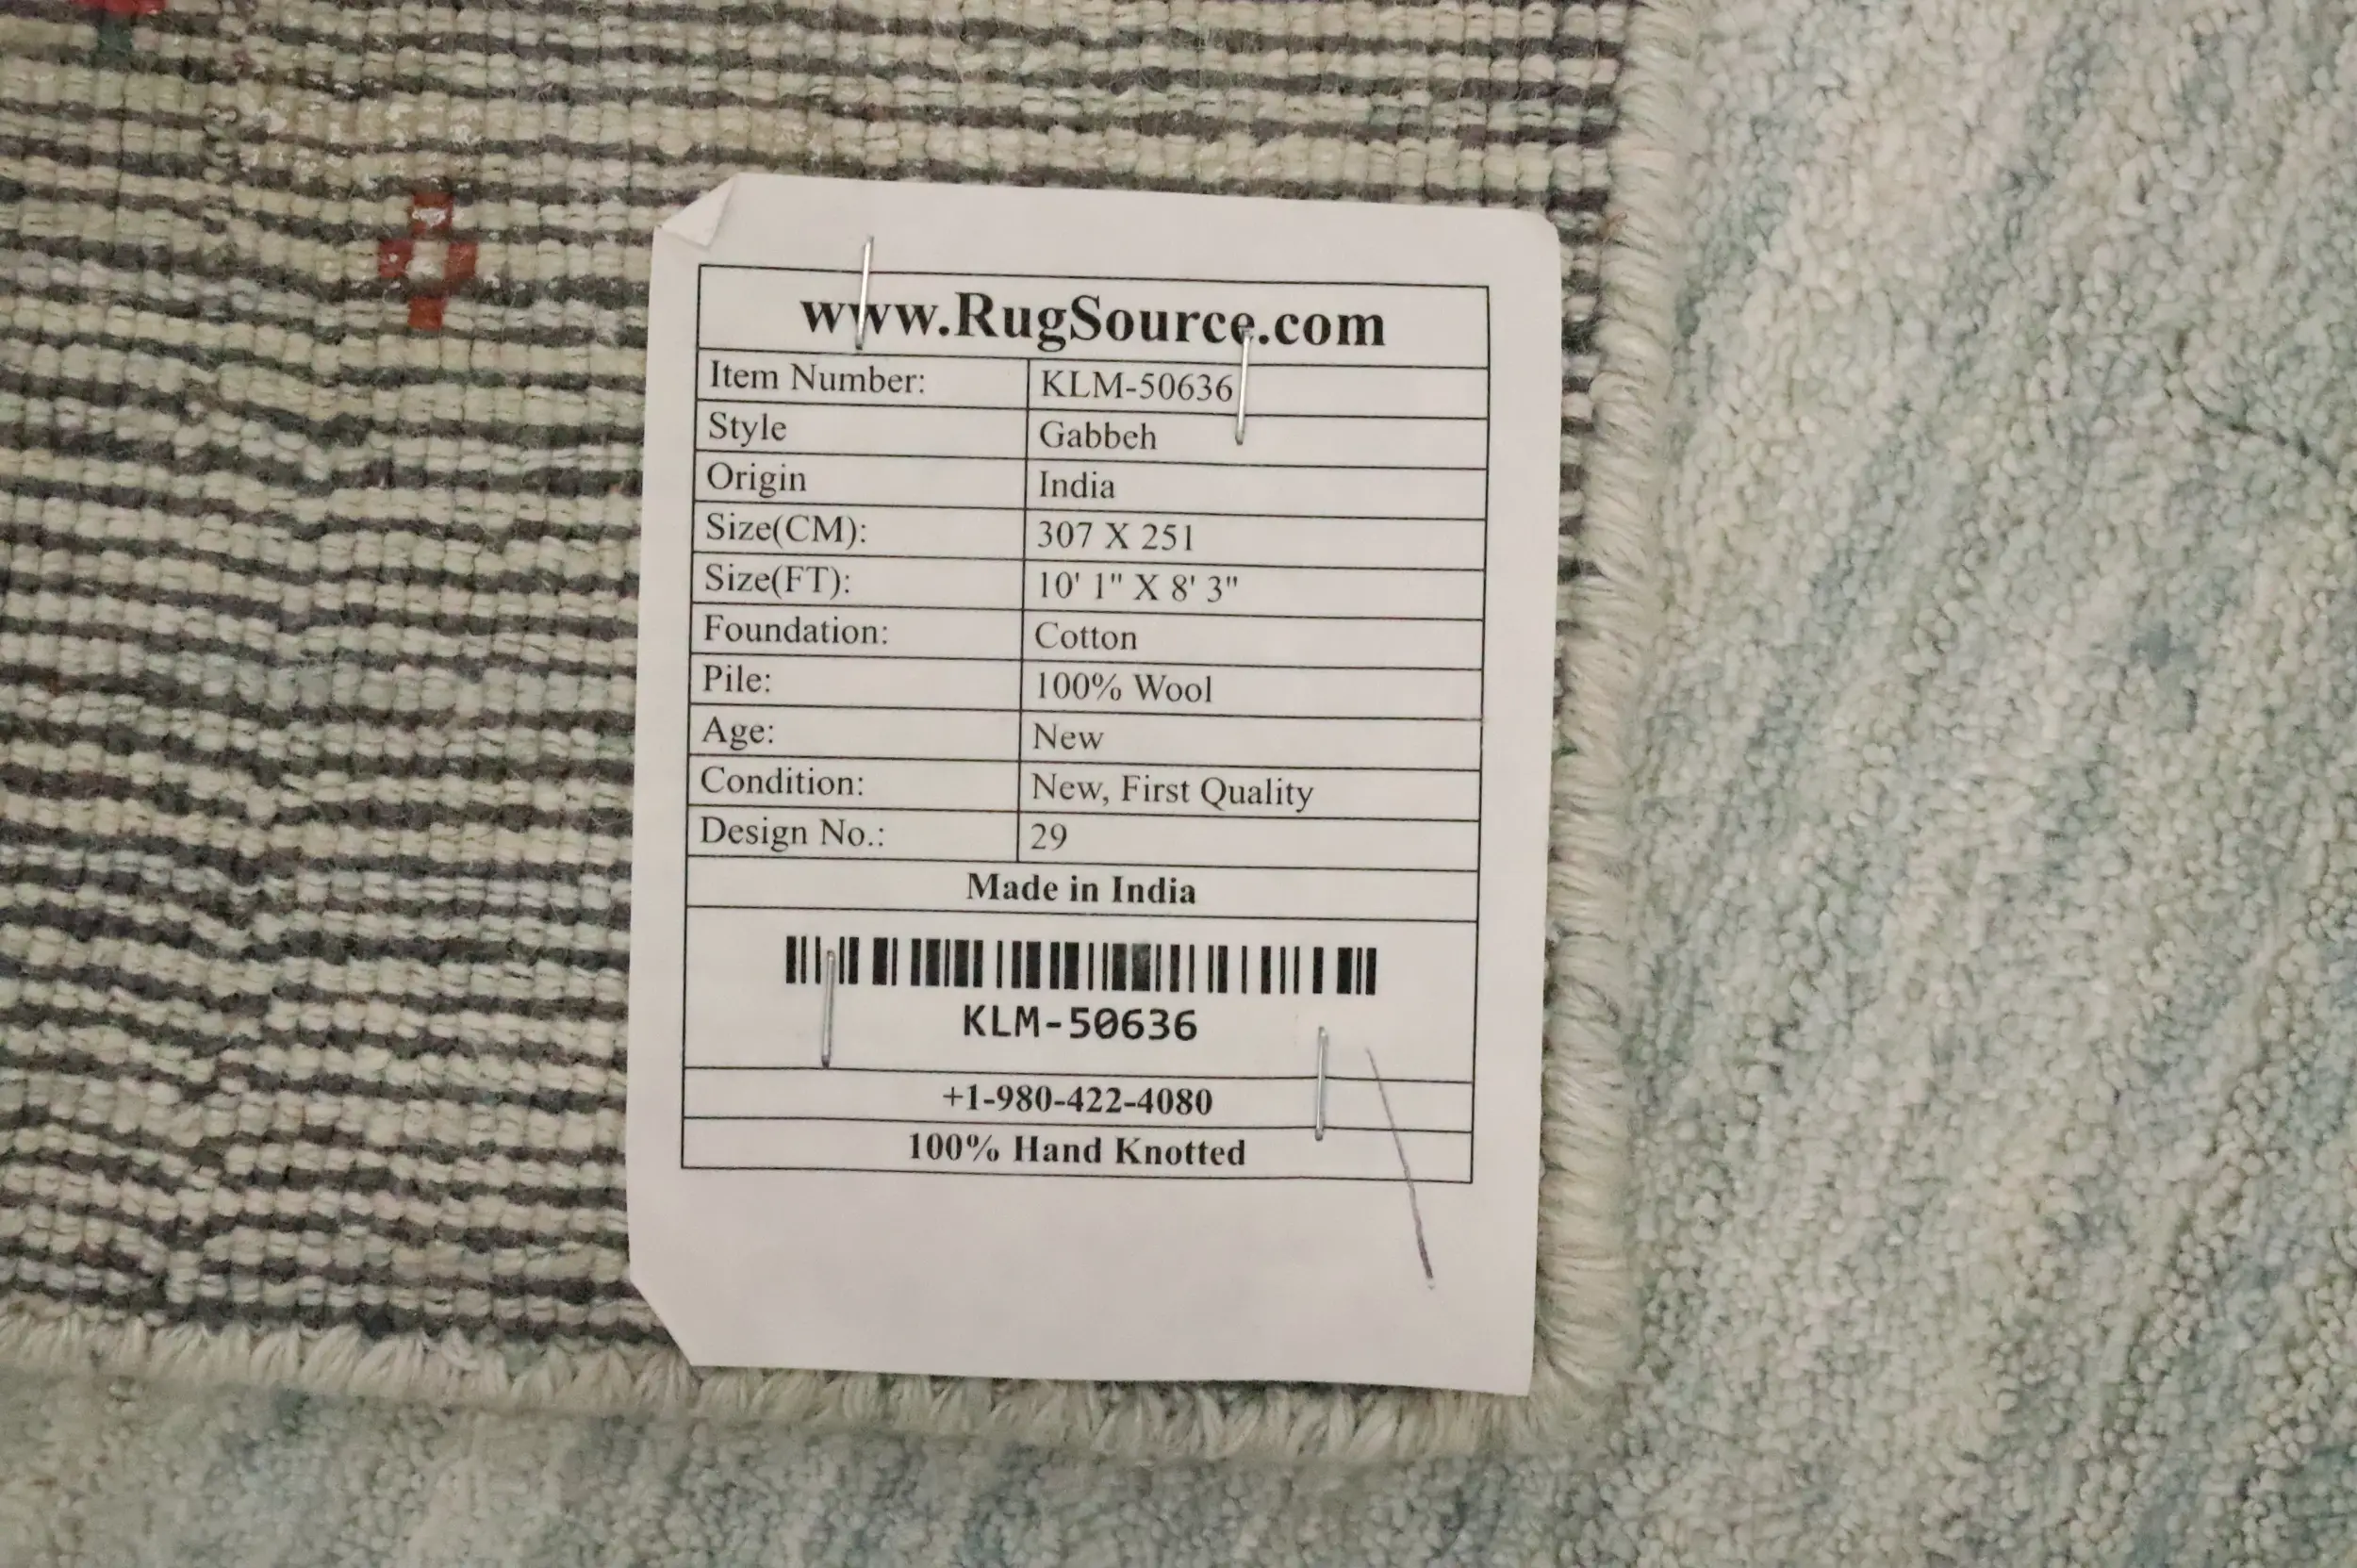 www.RugSource.com
Item Number: KLM-50636
Style Gabbeh
Origin India
Size(CM): 307 X 251
Size(FT): 10' 1" X 8' 3"
Foundation: Cotton
Pile: 100% Wool
Age: New
Condition: New, First Quality
Design No.: 29
Made in India
KLM-50636
+1-980-422-4080
100% Hand Knotted